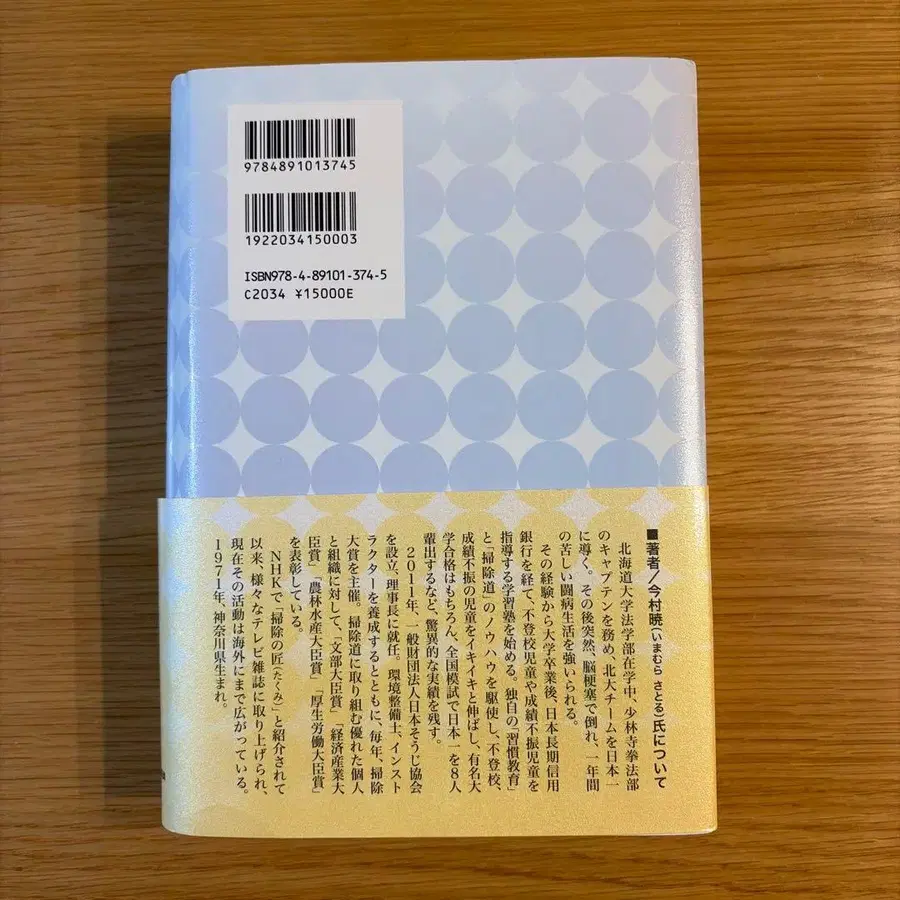 9784891013745
1922034150003
ISBN978-4-89101-374-5
C2034 ¥15000E
■著者/今村暁(いまむら さとる)氏について
北海道大学法学部在学中、少林寺拳法部
のキャプテンを務め、北大チームを日本一
に導く。その後突然、脳梗塞で倒れ、一年間
の苦しい闘病生活を強いられる。
その経験から大学卒業後、日本長期信用
銀行を経て、不登校児童や成績不振児童を
指導する学習塾を始める。独自の「習慣教育」
と「掃除道」のノウハウを駆使し、不登校、
成績不振の児童をイキイキと伸ばし、有名大
学合格はもちろん、全国模試で日本一を8人
輩出するなど、驚異的な実績を残す。
2011年、一般財団法人日本そうじ協会
を設立、理事長に就任。環境整備士、インスト
ラクターを養成するとともに、毎年、掃除
大賞を主催。掃除道に取り組む優れた個人
と組織に対して、「文部大臣賞」「経済産業大
臣賞」「農林水産大臣賞」「厚生労働大臣賞」
を表彰している。
NHKで「掃除の匠(たくみ)」と紹介されて
以来、様々なテレビ雑誌に取り上げられ、
現在その活動は海外にまで広がっている。
1971年、神奈川県生まれ。